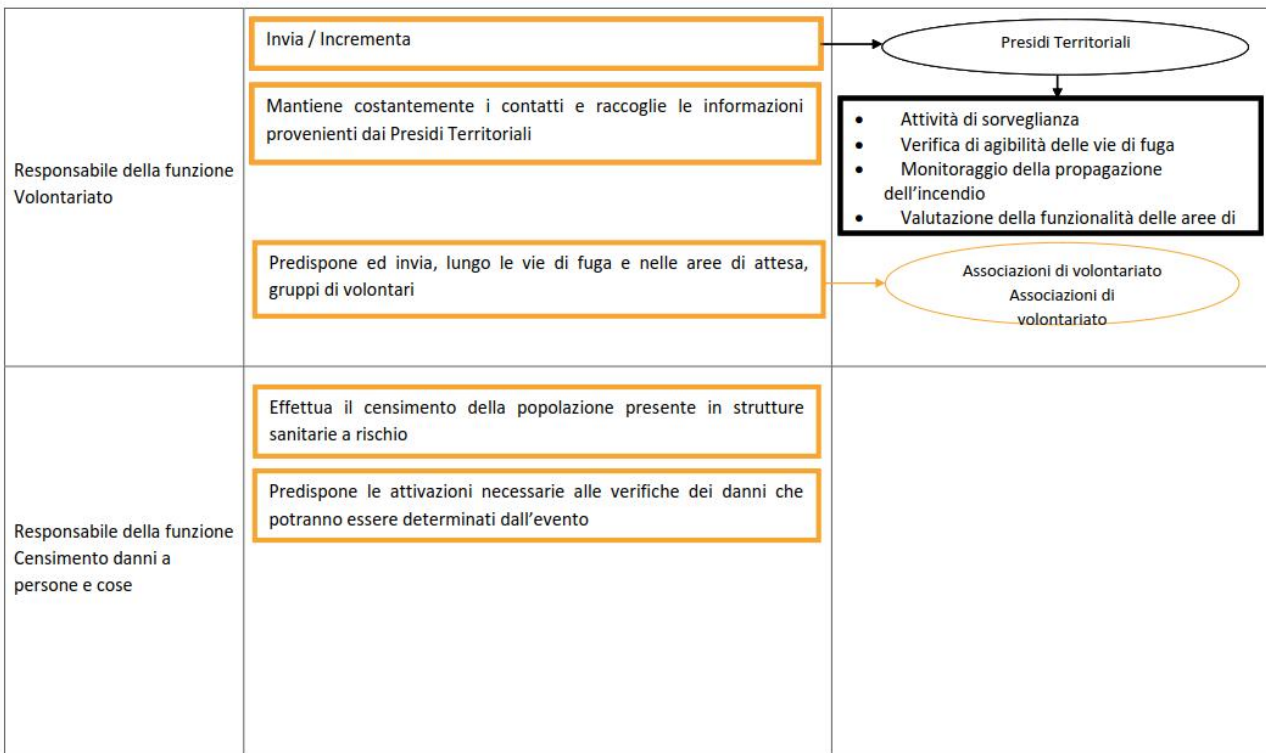 Responsabile della funzione
Volontariato
Invia / Incrementa
Mantiene costantemente i contatti e raccoglie le informazioni
provenienti dai Presidi Territoriali
Predispone ed invia, lungo le vie di fuga e nelle aree di attesa,
gruppi di volontari
Presidi Territoriali
• Attività di sorveglianza
• Verifica di agibilità delle vie di fuga
• Monitoraggio della propagazione
dell'incendio
• Valutazione della funzionalità delle aree di
Associazioni di volontariato
Associazioni di
volontariato
Responsabile della funzione
Censimento danni a
persone e cose
Effettua il censimento della popolazione presente in strutture
sanitarie a rischio
Predispone le attivazioni necessarie alle verifiche dei danni che
potranno essere determinati dall'evento